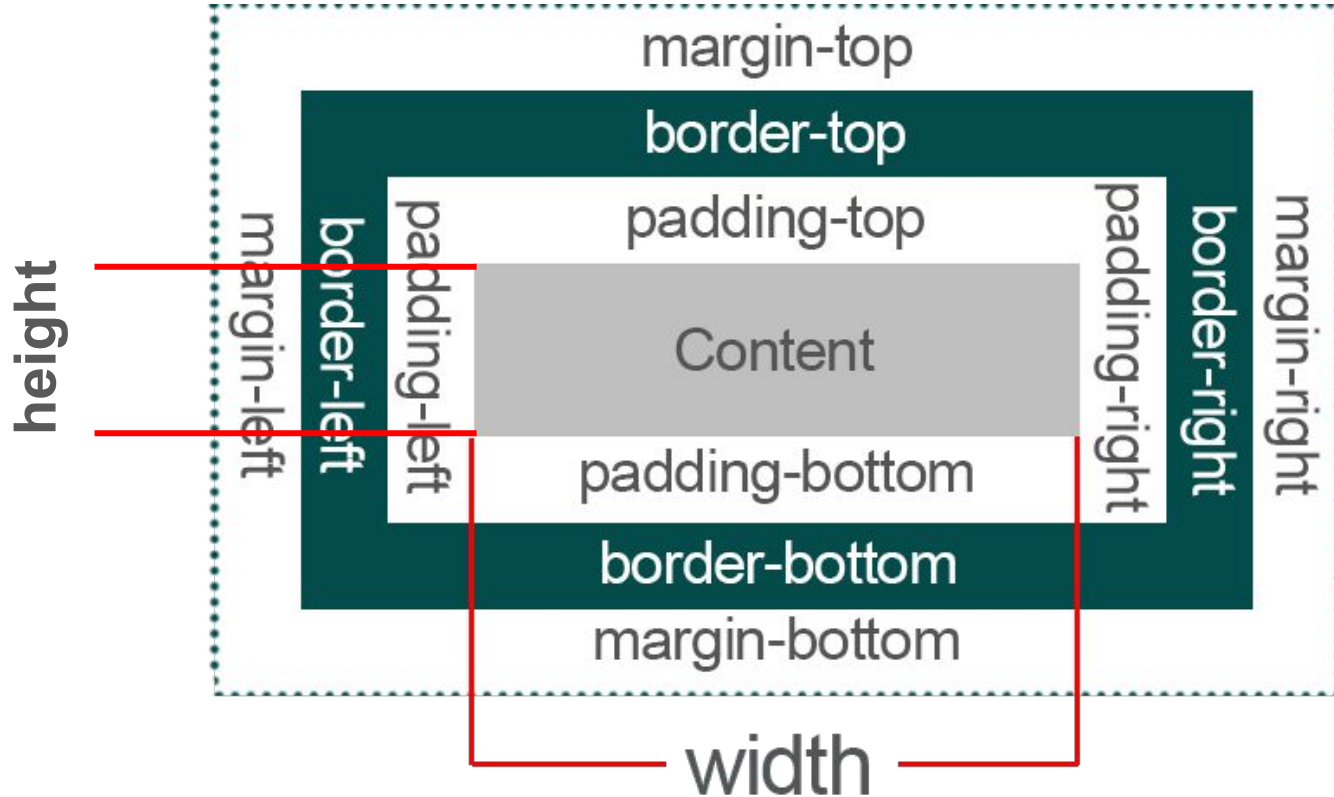 margin-top
border-top
padding-top
height
margin-left
border-left
padding-left
Content
padding-right
border-right
margin-right
padding-bottom
border-bottom
margin-bottom
width